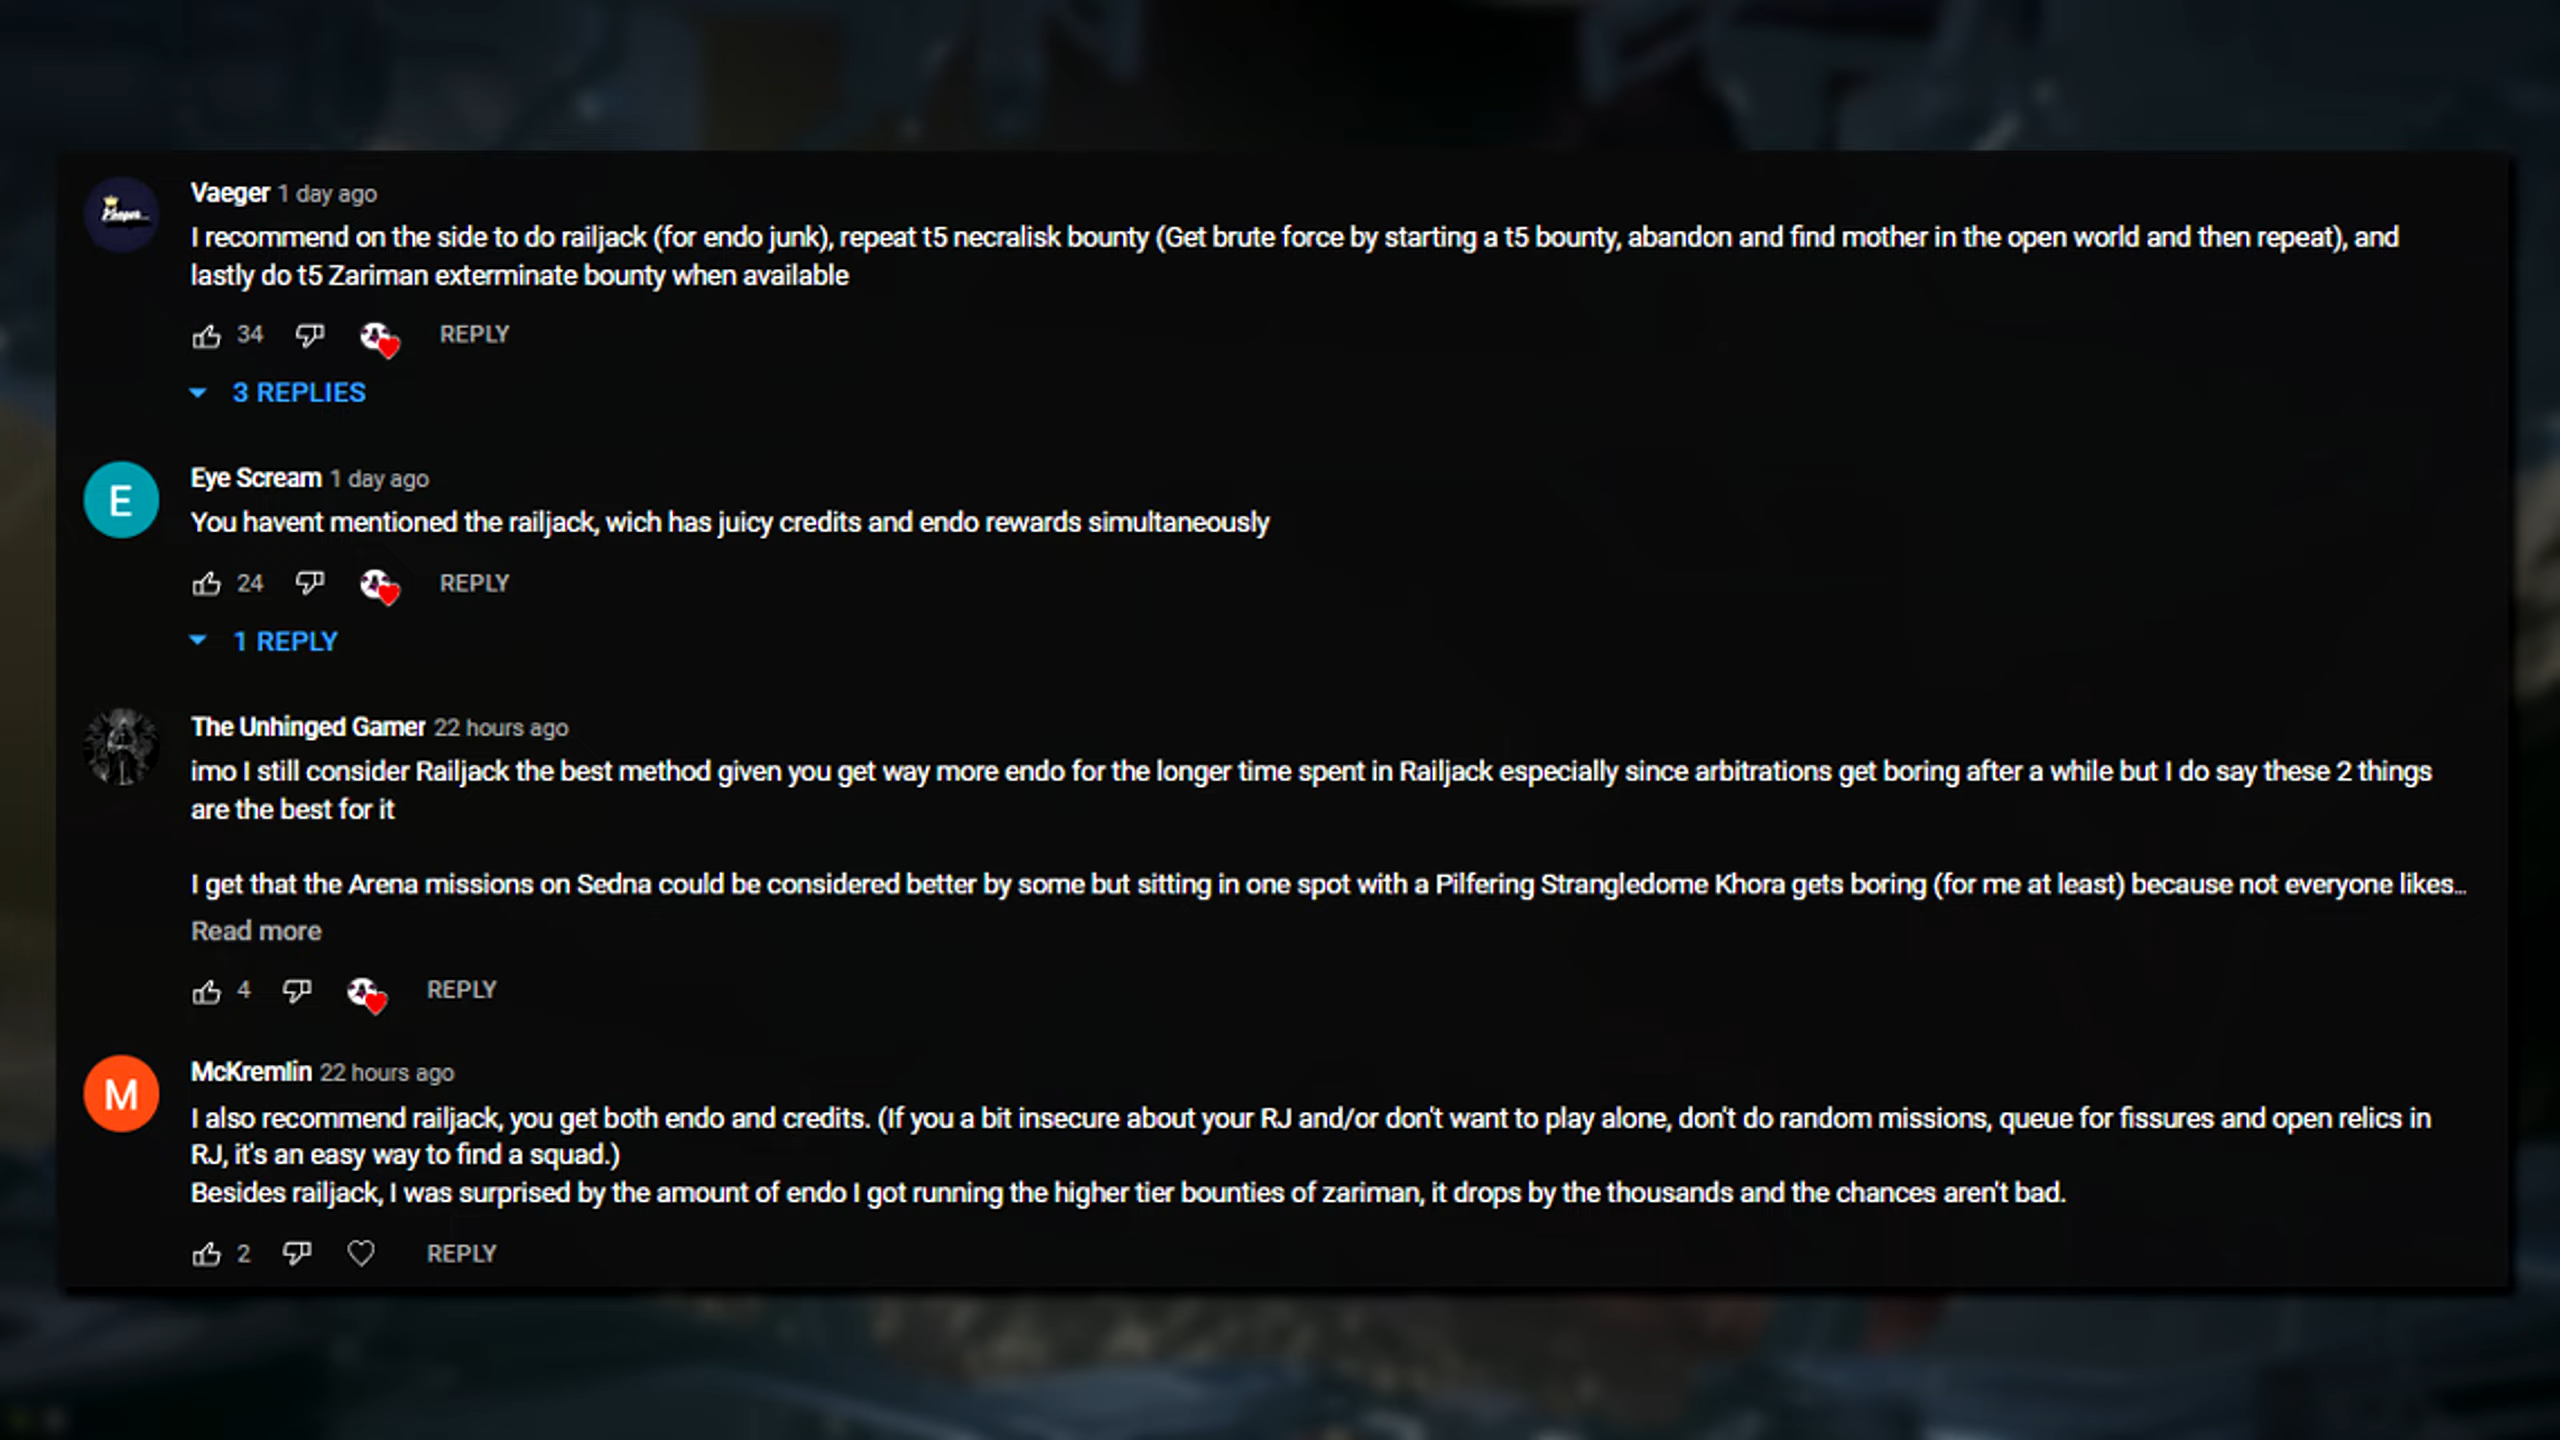 Vaeger 1 day ago
I recommend on the side to do railjack (for endo junk), repeat t5 necralisk bounty (Get brute force by starting a t5 bounty, abandon and find mother in the open world and then repeat), and
lastly do t5 Zariman exterminate bounty when available
34 REPLY
3 REPLIES
E
Eye Scream 1 day ago
You havent mentioned the railjack, wich has juicy credits and endo rewards simultaneously
24 REPLY
1 REPLY
The Unhinged Gamer 22 hours ago
imo I still consider Railjack the best method given you get way more endo for the longer time spent in Railjack especially since arbitrations get boring after a while but I do say these 2 things
are the best for it
I get that the Arena missions on Sedna could be considered better by some but sitting in one spot with a Pilfering Strangledome Khora gets boring (for me at least) because not everyone likes...
Read more
4 REPLY
M
McKremlin 22 hours ago
I also recommend railjack, you get both endo and credits. (If you a bit insecure about your RJ and/or don't want to play alone, don't do random missions, queue for fissures and open relics in
RJ, it's an easy way to find a squad.)
Besides railjack, I was surprised by the amount of endo I got running the higher tier bounties of zariman, it drops by the thousands and the chances aren't bad.
2 REPLY